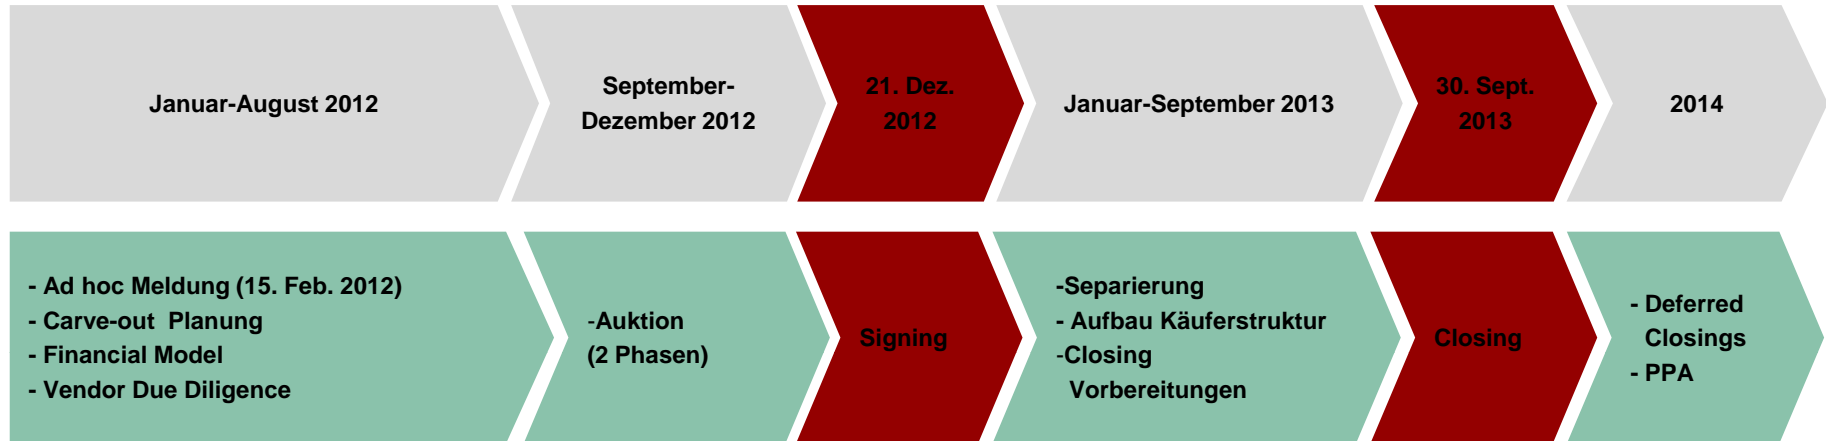 Januar-August 2012
September-
Dezember 2012
21. Dez.
2012
Januar-September 2013
30. Sept.
2013
2014
- Ad hoc Meldung (15. Feb. 2012)
- Carve-out Planung
- Financial Model
- Vendor Due Diligence
-Auktion
(2 Phasen)
Signing
-Separierung
- Aufbau Käuferstruktur
-Closing
Vorbereitungen
Closing
- Deferred
Closings
- PPA